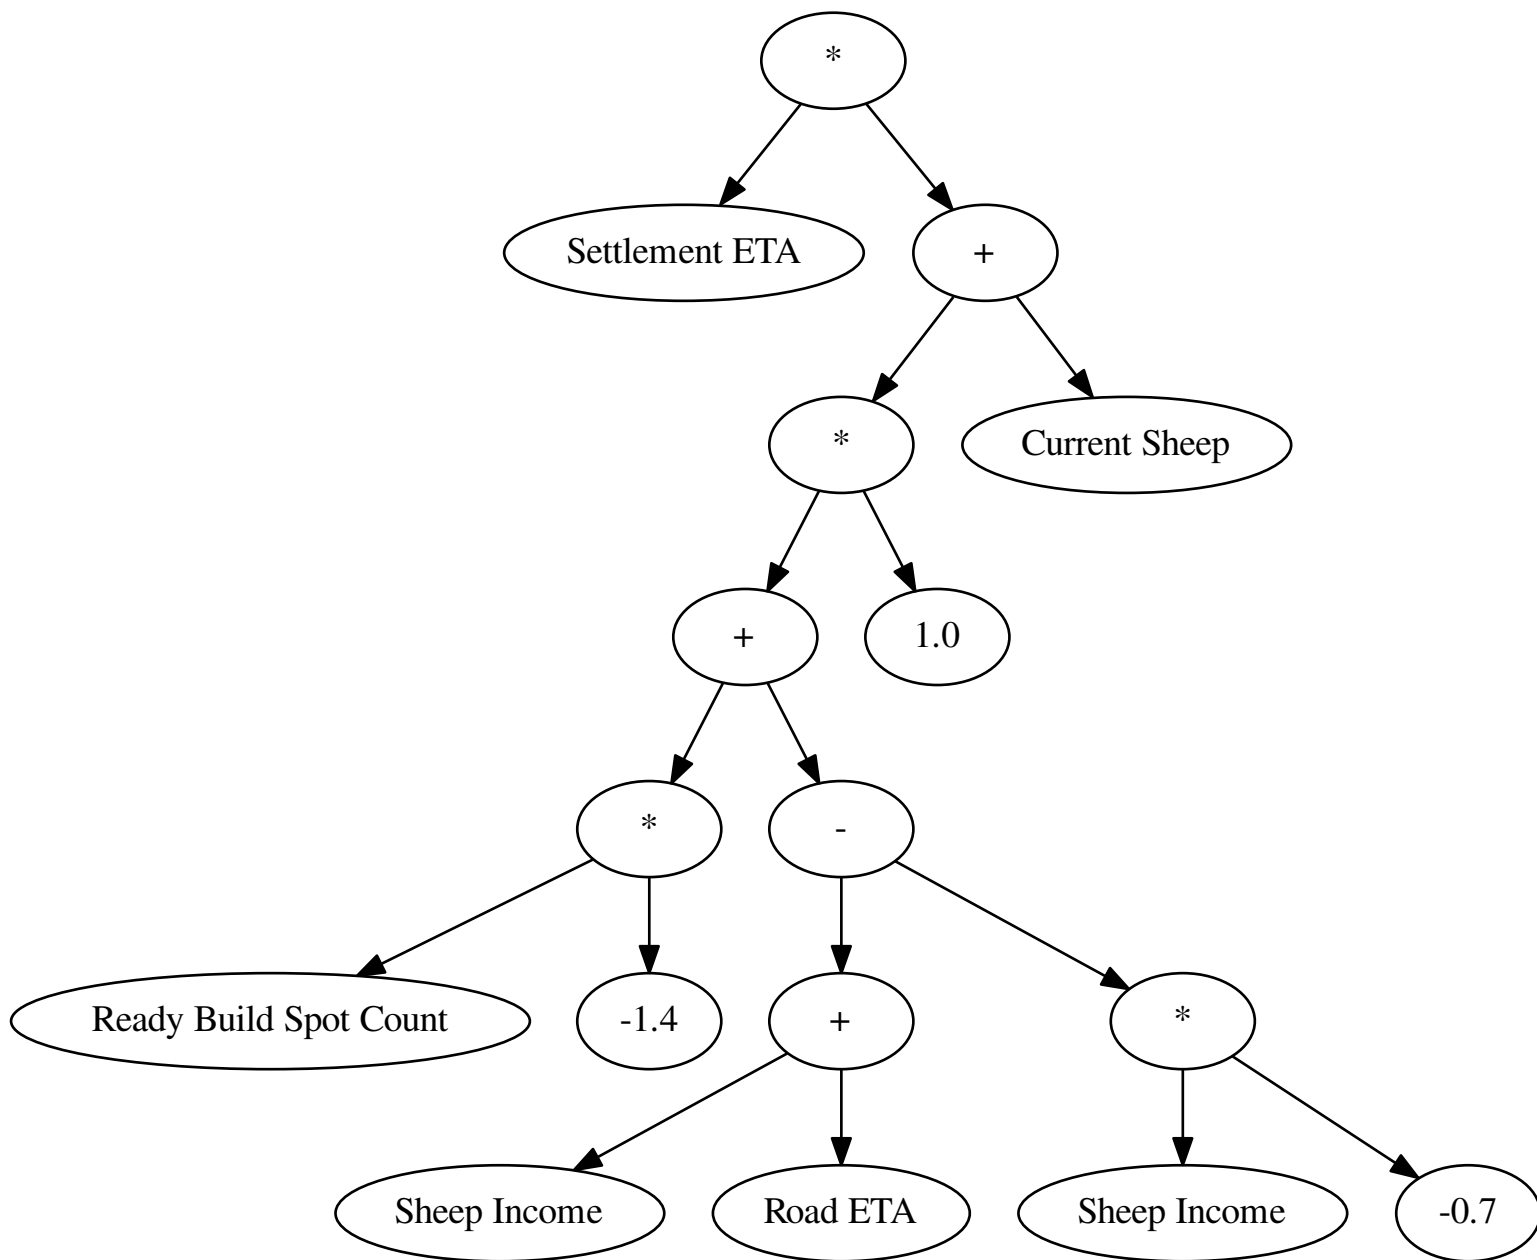 *
Settlement ETA
+
*
Current Sheep
+
1.0
*
-
Ready Build Spot Count
-1.4
+
*
Sheep Income
Road ETA
Sheep Income
-0.7